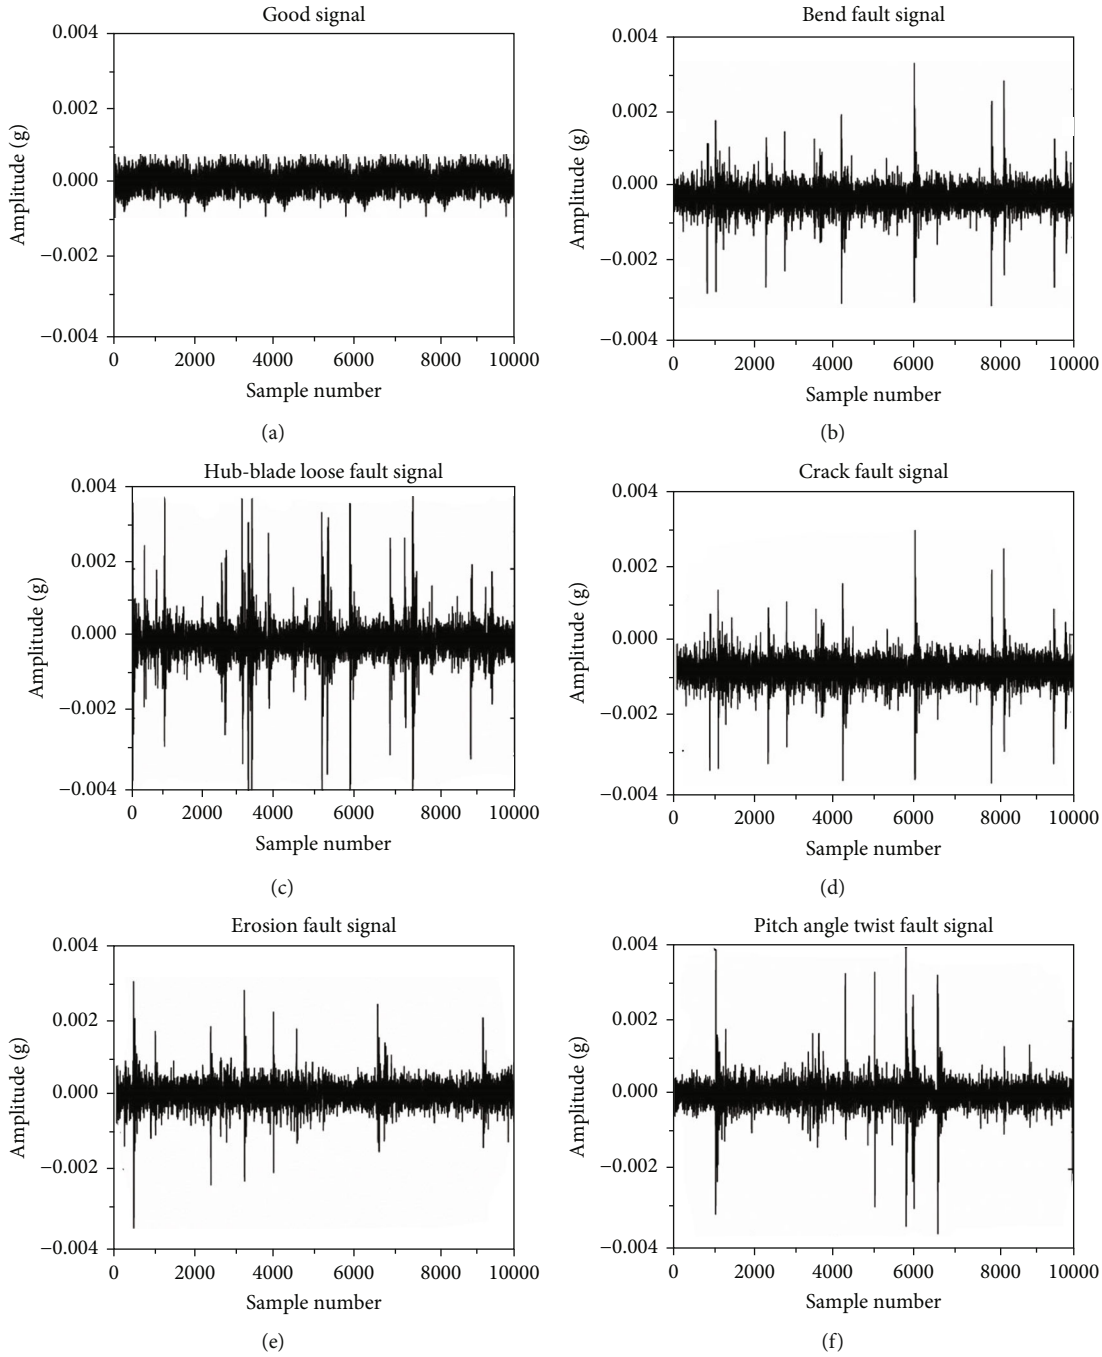 Good signal
0.004
0.002
0.000
−0.002
−0.004
Amplitude (g)
0 2000 4000 6000 8000 10000
Sample number
(a)
Bend fault signal
0.004
0.002
0.000
−0.002
−0.004
Amplitude (g)
0 2000 4000 6000 8000 10000
Sample number
(b)
Hub-blade loose fault signal
0.004
0.002
0.000
−0.002
−0.004
Amplitude (g)
0 2000 4000 6000 8000 10000
Sample number
(c)
Crack fault signal
0.004
0.002
0.000
−0.002
−0.004
Amplitude (g)
0 2000 4000 6000 8000 10000
Sample number
(d)
Erosion fault signal
0.004
0.002
0.000
−0.002
−0.004
Amplitude (g)
0 2000 4000 6000 8000 10000
Sample number
(e)
Pitch angle twist fault signal
0.004
0.002
0.000
−0.002
−0.004
Amplitude (g)
0 2000 4000 6000 8000 10000
Sample number
(f)